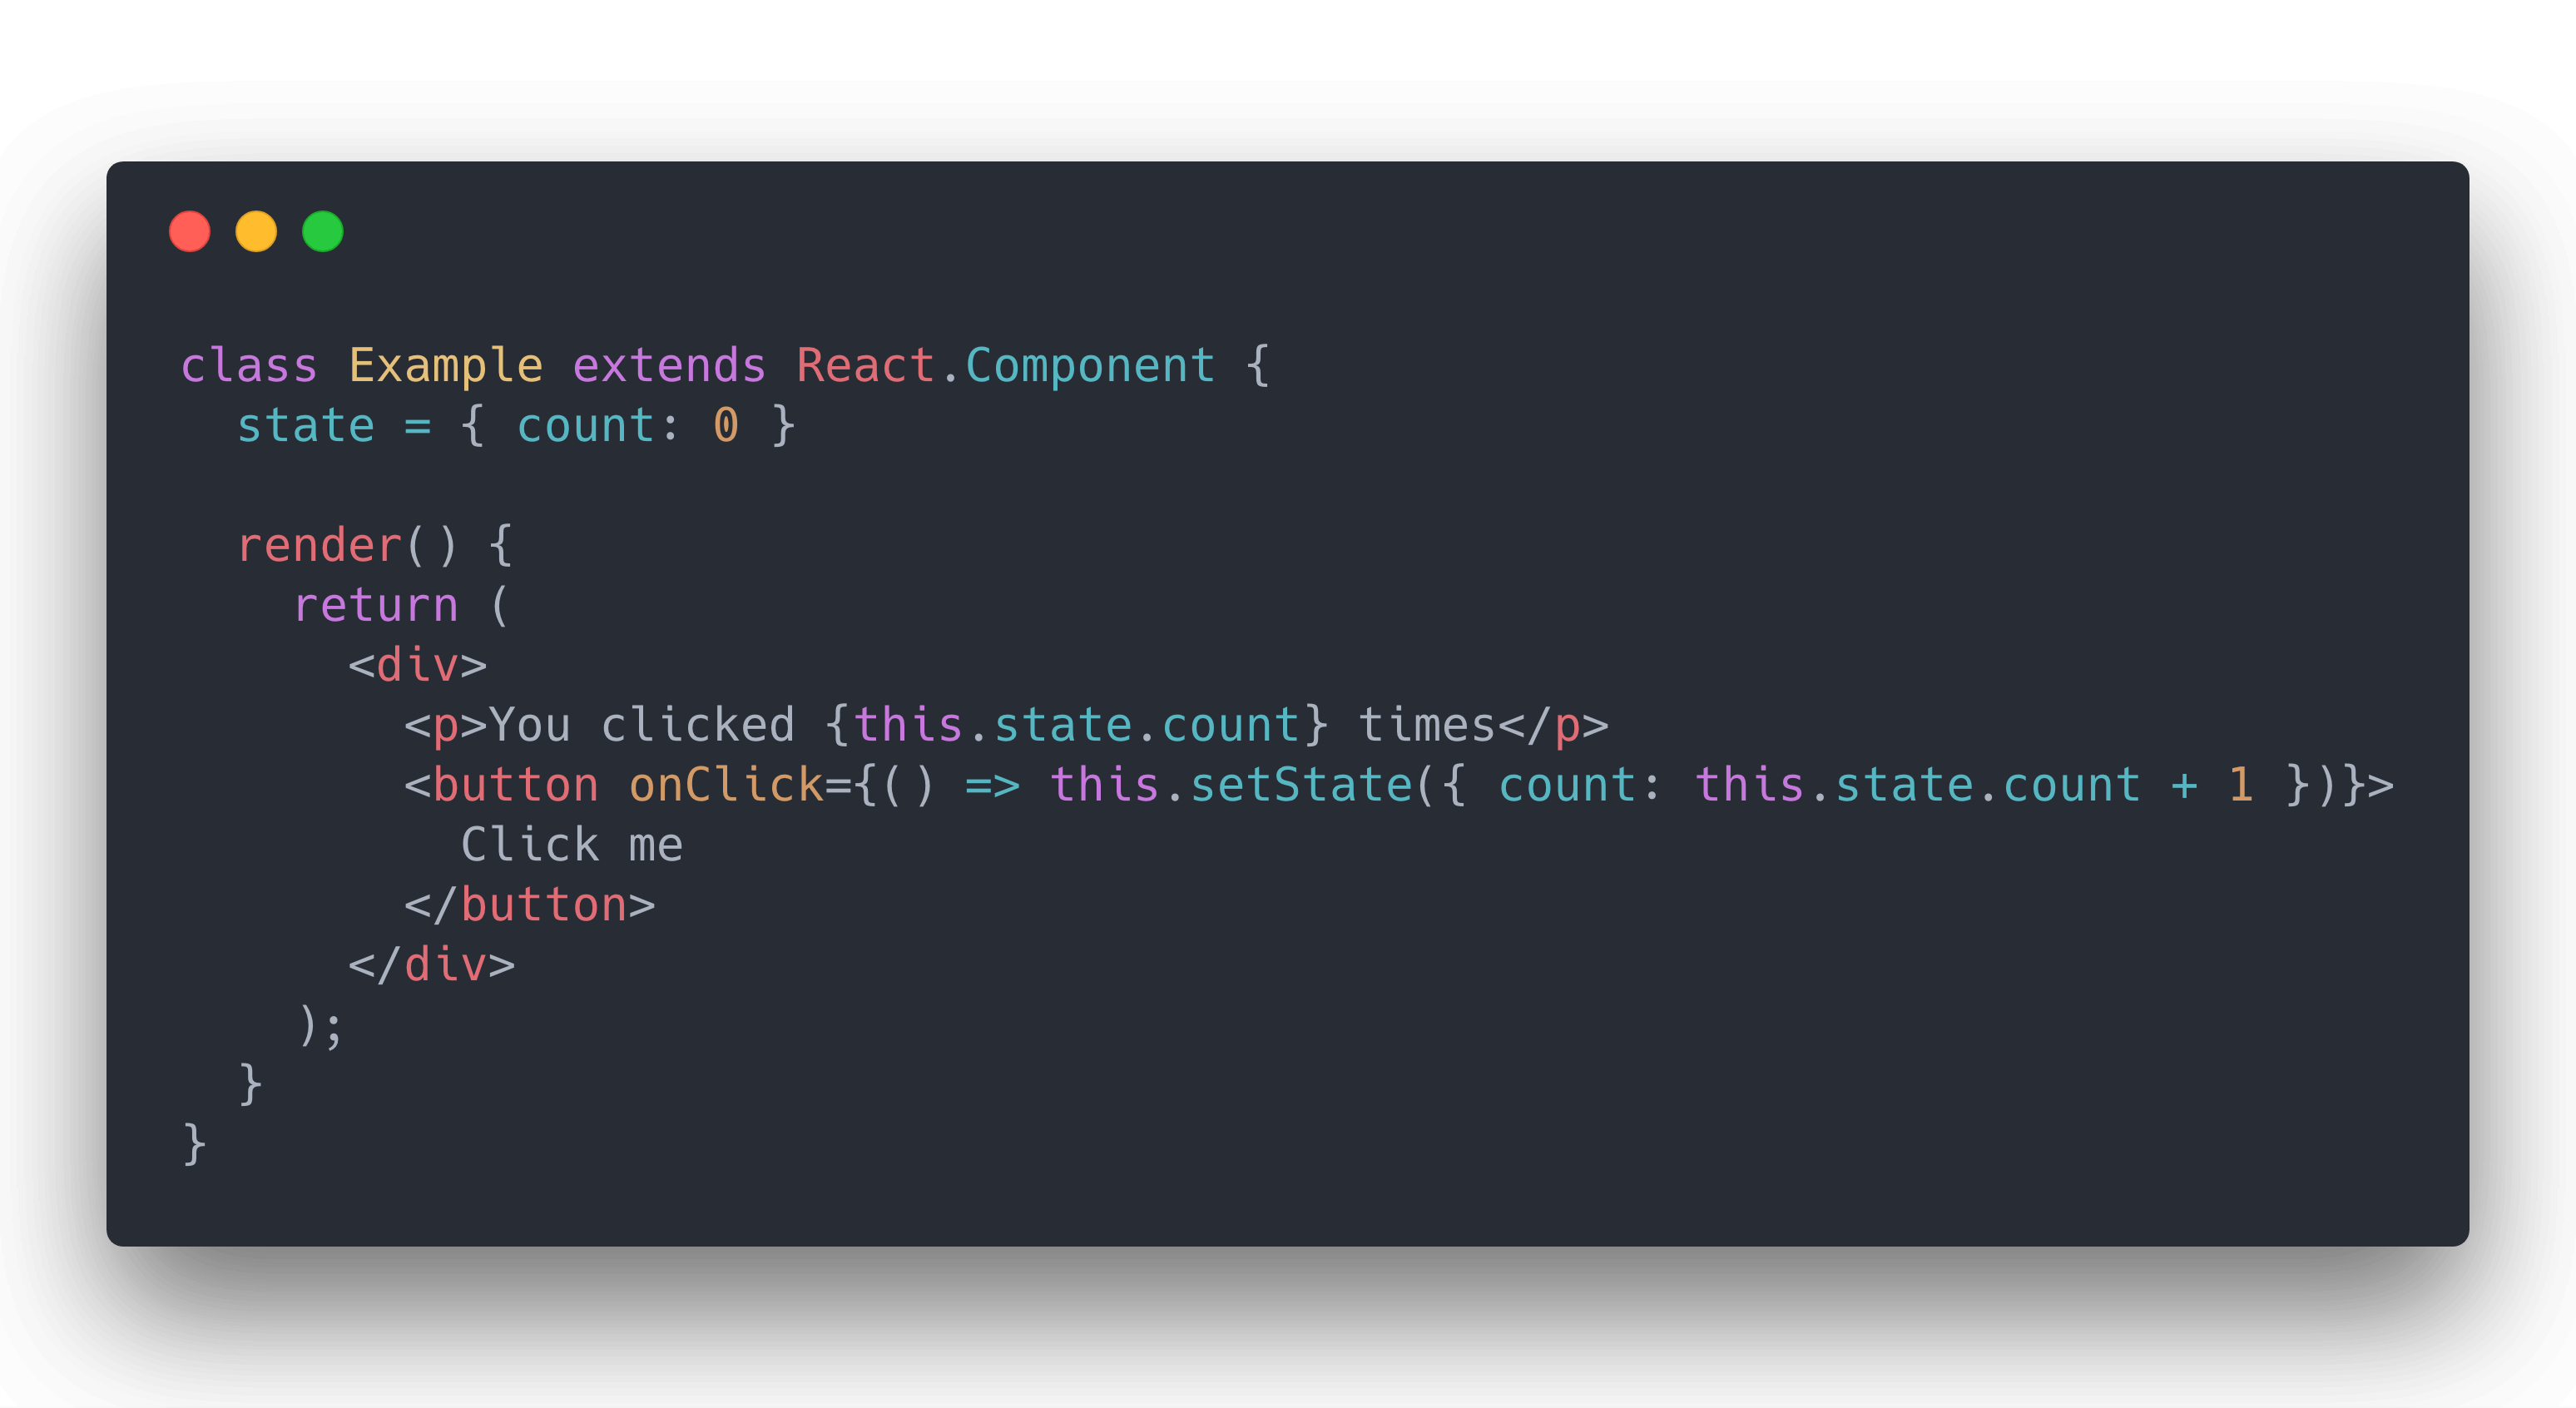 class Example extends React.Component {
  state = { count: 0 }

  render() {
    return (
      <div>
        <p>You clicked {this.state.count} times</p>
        <button onClick={() => this.setState({ count: this.state.count + 1 })}>
          Click me
        </button>
      </div>
    );
  }
}